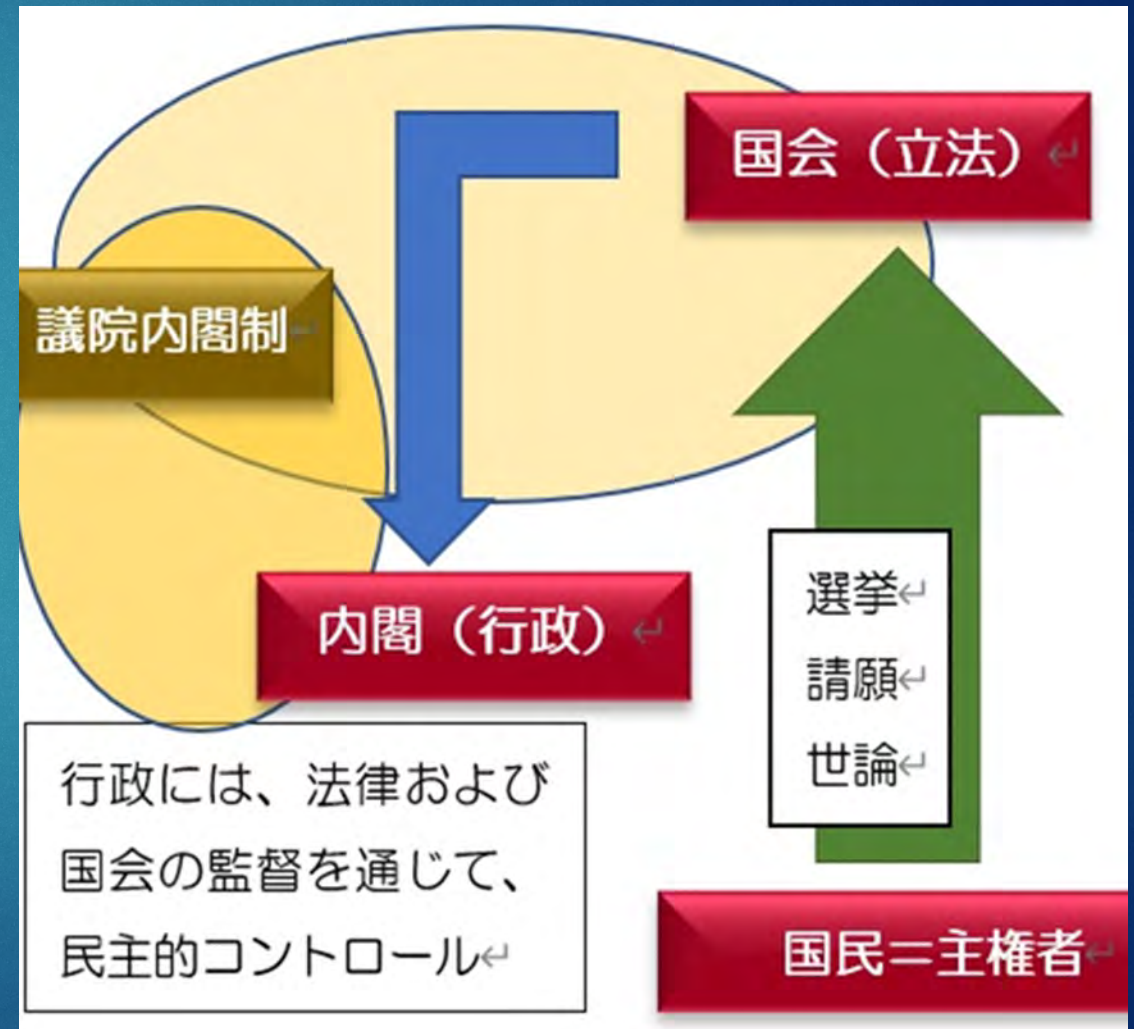 国会（立法）
議院内閣制
内閣（行政）
選挙
請願
世論
行政には、法律および
国会の監督を通じて、
民主的コントロール
国民＝主権者